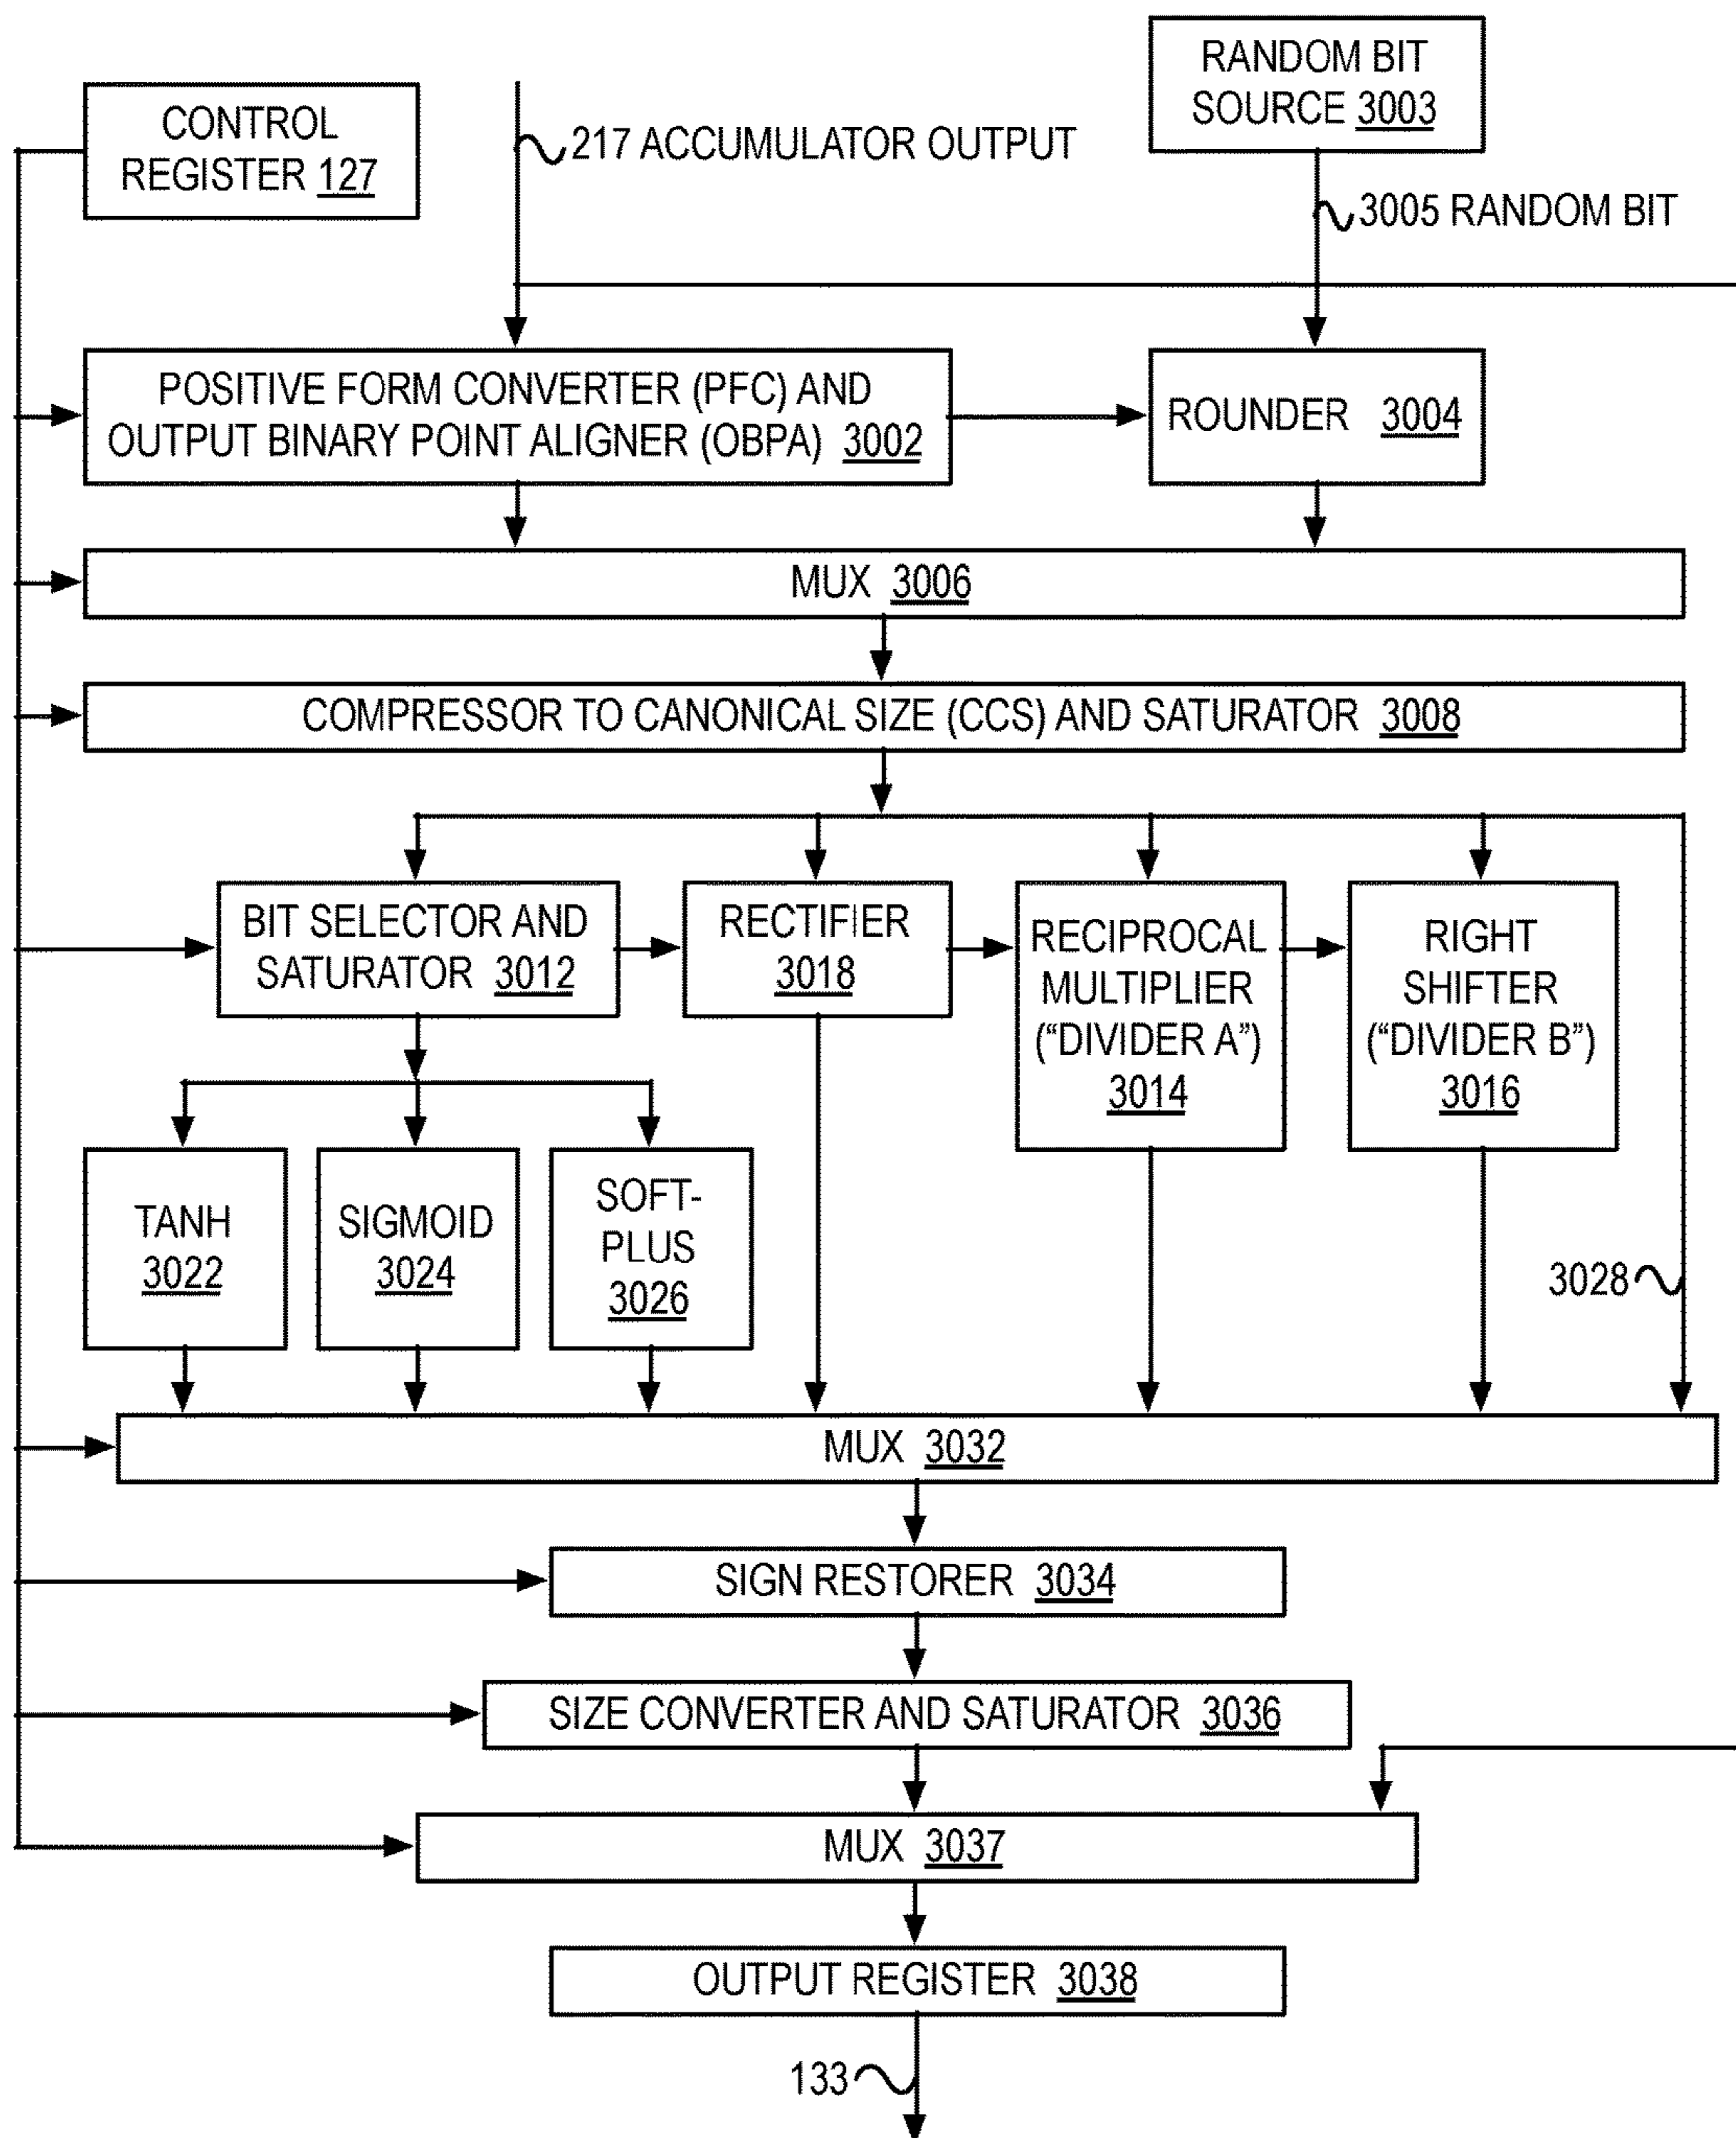 RANDOM BIT
SOURCE 3003
CONTROL
REGISTER 127
217 ACCUMULATOR OUTPUT
3005 RANDOM BIT
POSITIVE FORM CONVERTER (PFC) AND
OUTPUT BINARY POINT ALIGNER (OBPA) 3002
ROUNDER 3004
MUX 3006
COMPRESSOR TO CANONICAL SIZE (CCS) AND SATURATOR 3008
BIT SELECTOR AND
SATURATOR 3012
RECTIFIER
3018
RECIPROCAL
MULTIPLIER
("DIVIDER A")
3014
RIGHT
SHIFTER
("DIVIDER B")
3016
TANH
3022
SIGMOID
3024
SOFT-
PLUS
3026
3028
MUX 3032
SIGN RESTORER 3034
SIZE CONVERTER AND SATURATOR 3036
MUX 3037
OUTPUT REGISTER 3038
133